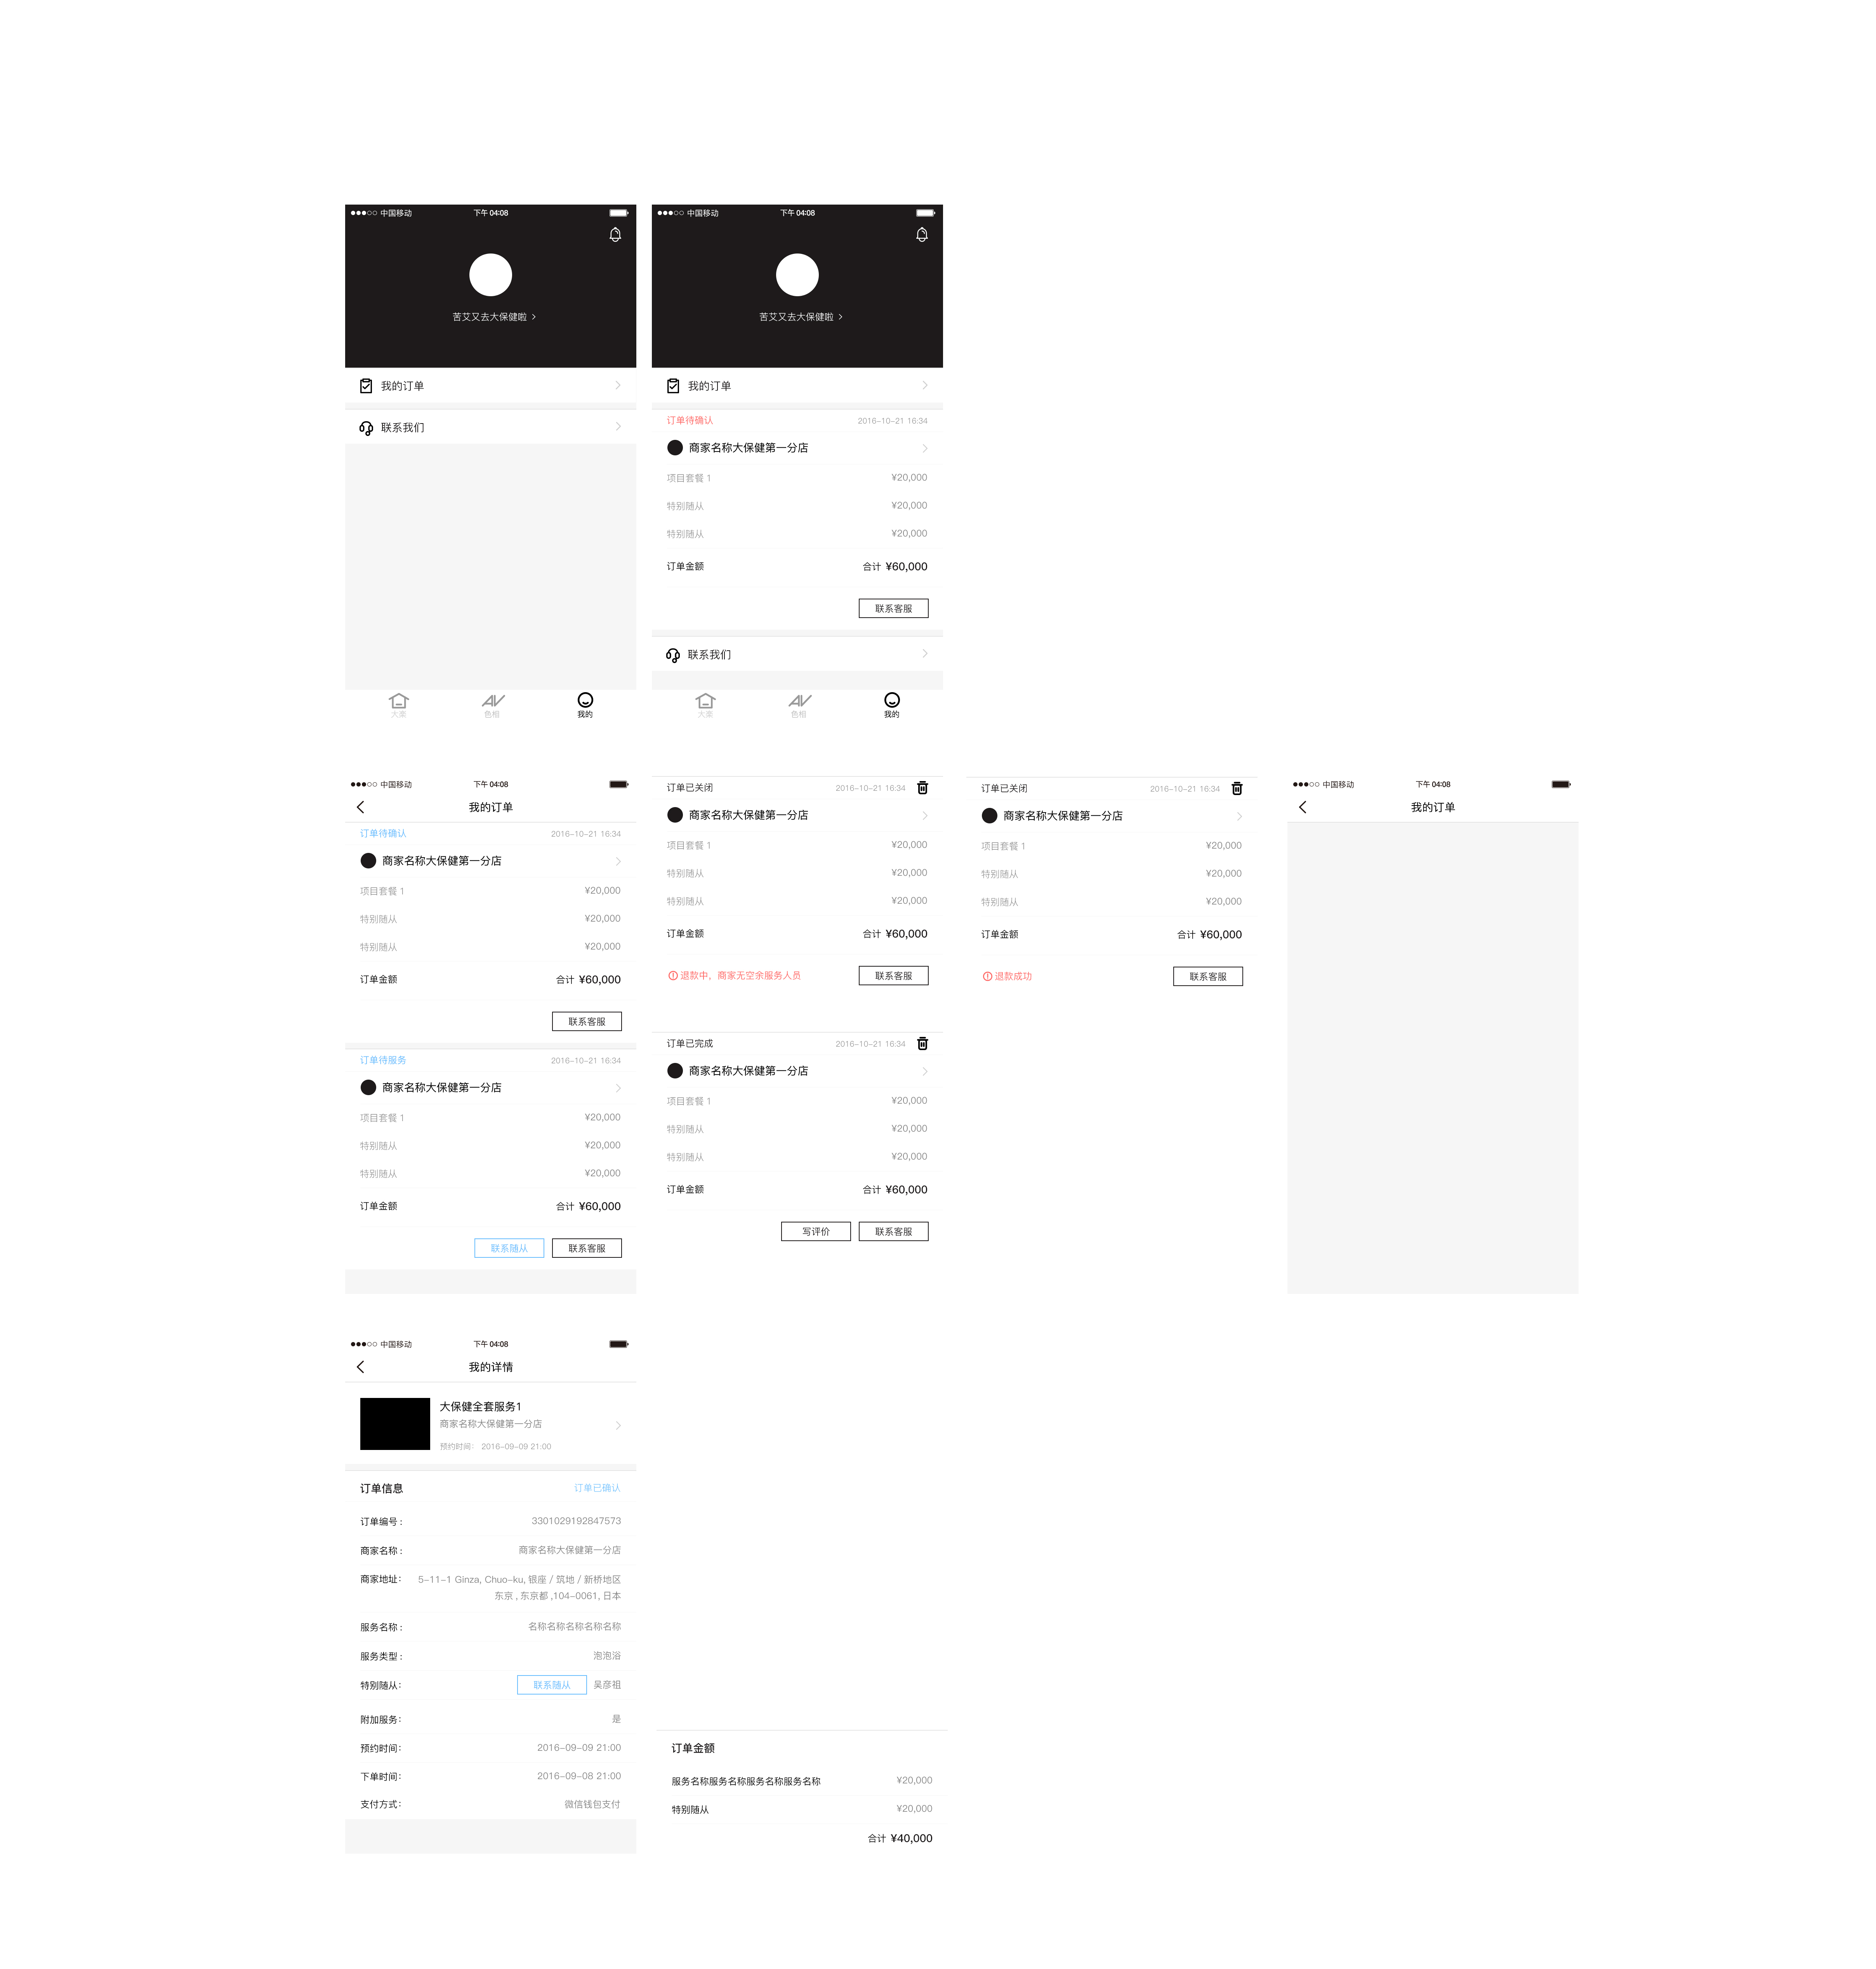 中国移动 下午 04:08
苦艾又去大保健啦
我的订单
联系我们
大案 色相 我的
中国移动 下午 04:08
苦艾又去大保健啦
我的订单
订单待确认 2016-10-21 16:34
商家名称大保健第一分店
项目套餐 1 ¥20,000
特别随从 ¥20,000
特别随从 ¥20,000
订单金额 合计 ¥60,000
联系客服
联系我们
大案 色相 我的
中国移动 下午 04:08
我的订单
订单待确认 2016-10-21 16:34
商家名称大保健第一分店
项目套餐 1 ¥20,000
特别随从 ¥20,000
特别随从 ¥20,000
订单金额 合计 ¥60,000
联系客服
订单待服务 2016-10-21 16:34
商家名称大保健第一分店
项目套餐 1 ¥20,000
特别随从 ¥20,000
特别随从 ¥20,000
订单金额 合计 ¥60,000
联系随从 联系客服
订单已关闭 2016-10-21 16:34
商家名称大保健第一分店
项目套餐 1 ¥20,000
特别随从 ¥20,000
特别随从 ¥20,000
订单金额 合计 ¥60,000
退款中，商家无空余服务人员 联系客服
订单已完成 2016-10-21 16:34
商家名称大保健第一分店
项目套餐 1 ¥20,000
特别随从 ¥20,000
特别随从 ¥20,000
订单金额 合计 ¥60,000
写评价 联系客服
订单已关闭 2016-10-21 16:34
商家名称大保健第一分店
项目套餐 1 ¥20,000
特别随从 ¥20,000
特别随从 ¥20,000
订单金额 合计 ¥60,000
退款成功 联系客服
中国移动 下午 04:08
我的订单
中国移动 下午 04:08
我的详情
大保健全套服务1
商家名称大保健第一分店
预约时间： 2016-09-09 21:00
订单信息 订单已确认
订单编号： 3301029192847573
商家名称： 商家名称大保健第一分店
商家地址： 5-11-1 Ginza, Chuo-ku, 银座 / 筑地 / 新桥地区
东京 , 东京都 ,104-0061, 日本
服务名称： 名称名称名称名称名称
服务类型： 泡泡浴
特别随从： 联系随从 吴彦祖
附加服务： 是
预约时间： 2016-09-09 21:00
下单时间： 2016-09-08 21:00
支付方式： 微信钱包支付
订单金额
服务名称服务名称服务名称服务名称 ¥20,000
特别随从 ¥20,000
合计 ¥40,000